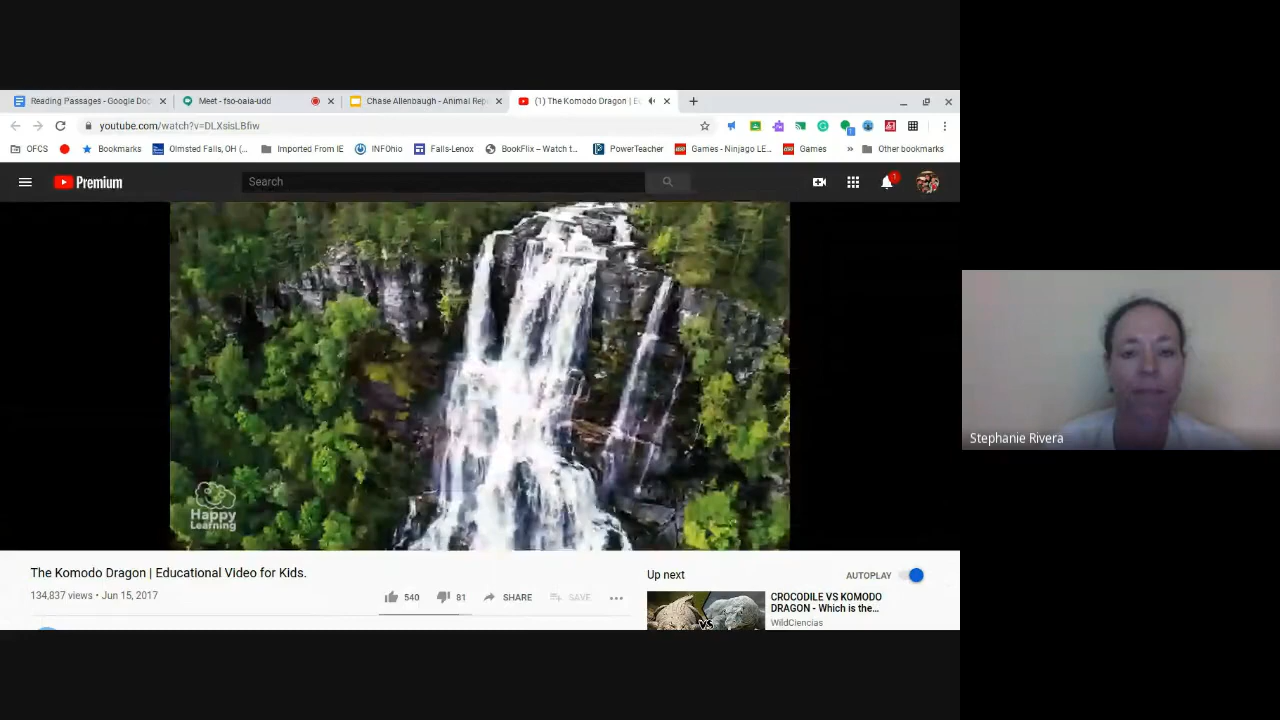 Reading Passages - Google Doc
Meet - fso-oaia-udd
Chase Allenbaugh - Animal Rep
(1) The Komodo Dragon | E
youtube.com/watch?v=DLXsisLBfiw
OFCS
Bookmarks
Olmsted Falls, OH (...
Imported From IE
INFOhio
Falls-Lenox
BookFlix – Watch t...
PowerTeacher
Games - Ninjago LE...
Games
Other bookmarks
Premium
Search
1
Happy
Learning
Stephanie Rivera
The Komodo Dragon | Educational Video for Kids.
134,837 views • Jun 15, 2017
540
81
SHARE
SAVE
Up next
AUTOPLAY
VS
CROCODILE VS KOMODO
DRAGON - Which is the...
WildCiencias